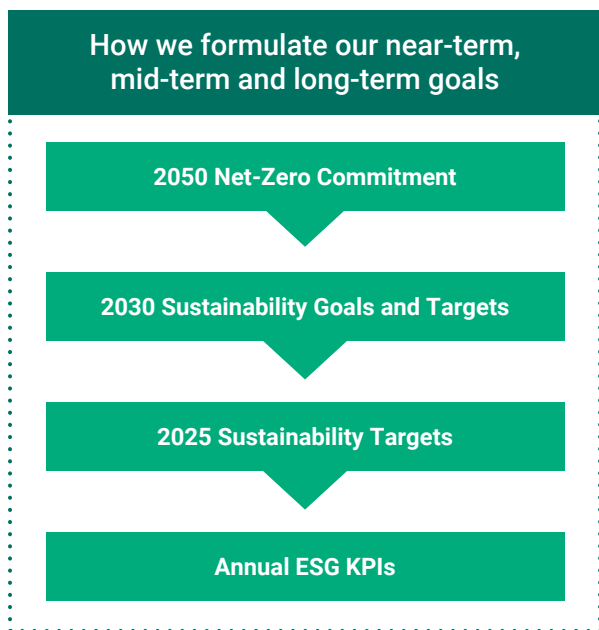 How we formulate our near-term,
mid-term and long-term goals
2050 Net-Zero Commitment
2030 Sustainability Goals and Targets
2025 Sustainability Targets
Annual ESG KPIs